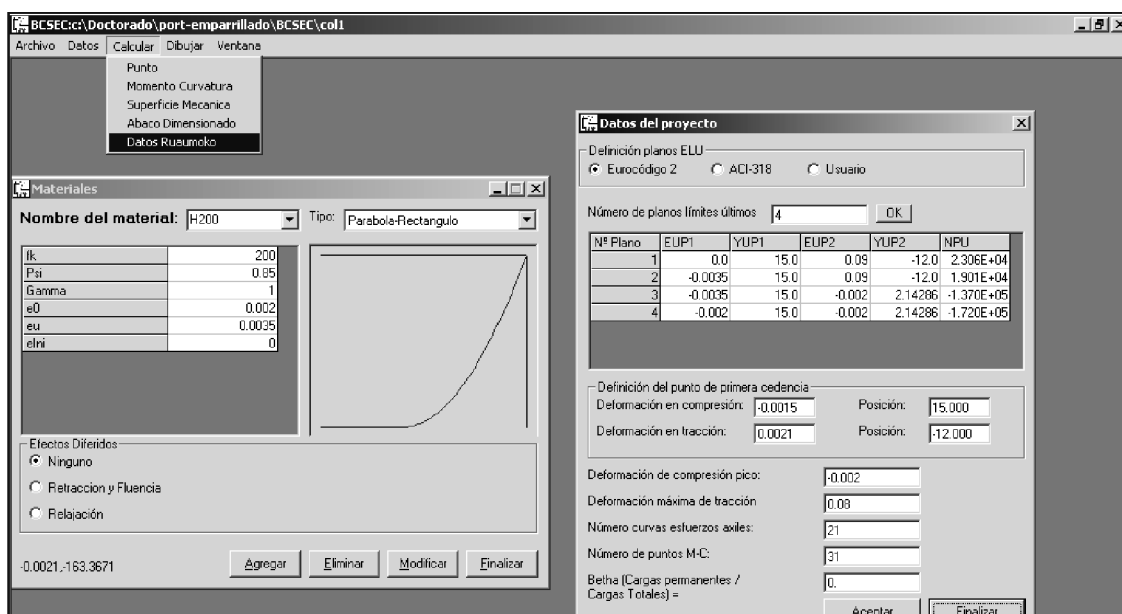 BCSEC:c:\Doctorado\port-emparrillado\BCSEC\col1
Archivo Datos Calcular Dibujar Ventana
Punto
Momento Curvatura
Superficie Mecanica
Abaco Dimensionado
Datos Ruaumoko
Materiales
Nombre del material: H200 Tipo: Parabola-Rectangulo
fk 200
Psi 0.85
Gamma 1
e0 0.002
eu 0.0035
eIni 0
Efectos Diferidos
Ninguno
Retraccion y Fluencia
Relajación
-0.0021,-163.3671
Agregar Eliminar Modificar Finalizar
Datos del proyecto
Definición planos ELU
Eurocódigo 2 ACI-318 Usuario
Número de planos límites últimos 4 OK
Nº Plano EUP1 YUP1 EUP2 YUP2 NPU
1 0.0 15.0 0.09 -12.0 2.306E+04
2 -0.0035 15.0 0.09 -12.0 1.901E+04
3 -0.0035 15.0 -0.002 2.14286 -1.370E+05
4 -0.002 15.0 -0.002 2.14286 -1.720E+05
Definición del punto de primera cedencia
Deformación en compresión: -0.0015 Posición: 15.000
Deformación en tracción: 0.0021 Posición: -12.000
Deformación de compresión pico: -0.002
Deformación máxima de tracción 0.08
Número curvas esfuerzos axiles: 21
Número de puntos M-C: 31
Betha (Cargas permanentes /
Cargas Totales) = 0.
Aceptar Finalizar